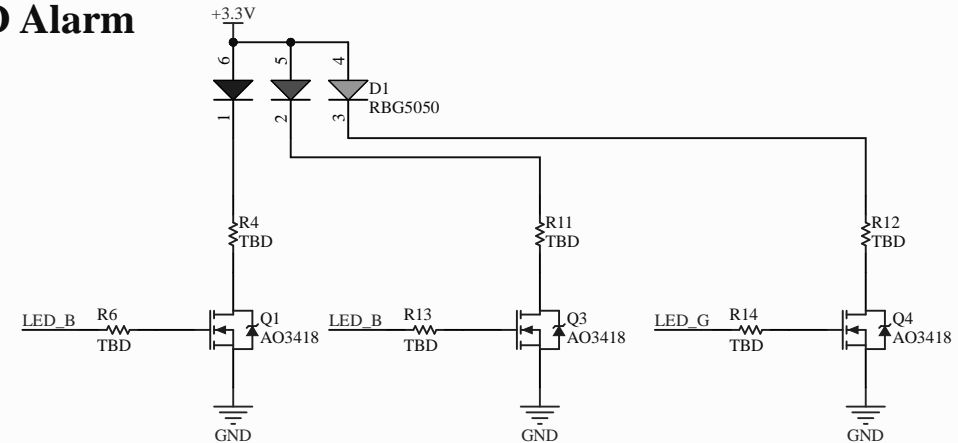 Alarm
+3.3V
6
5
4
D1
RBG5050
1
2
3
R4
TBD
R11
TBD
R12
TBD
LED_B
R6
TBD
Q1
AO3418
LED_B
R13
TBD
Q3
AO3418
LED_G
R14
TBD
Q4
AO3418
GND
GND
GND